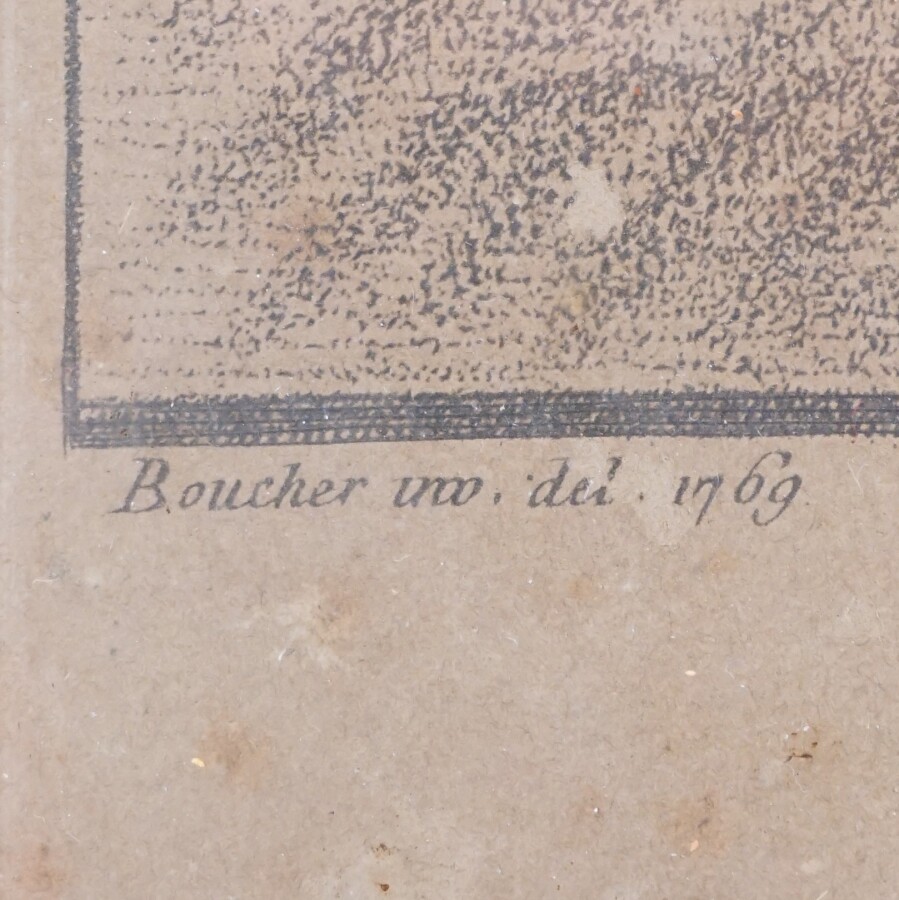 Boucher inv. del. 1769